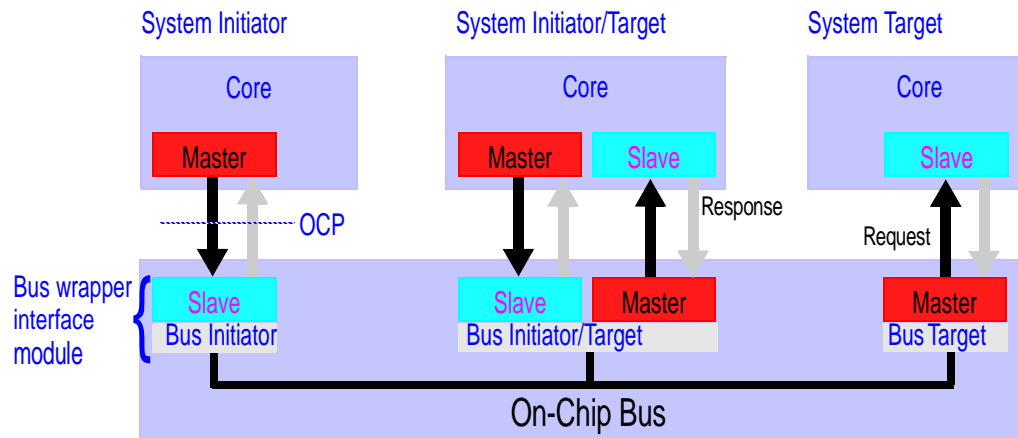 System Initiator
System Initiator/Target
System Target
Core
Core
Core
Master
Master
Slave
Slave
Response
OCP
Request
Bus wrapper
interface
module
Slave
Slave
Master
Master
Bus Initiator
Bus Initiator/Target
Bus Target
On-Chip Bus